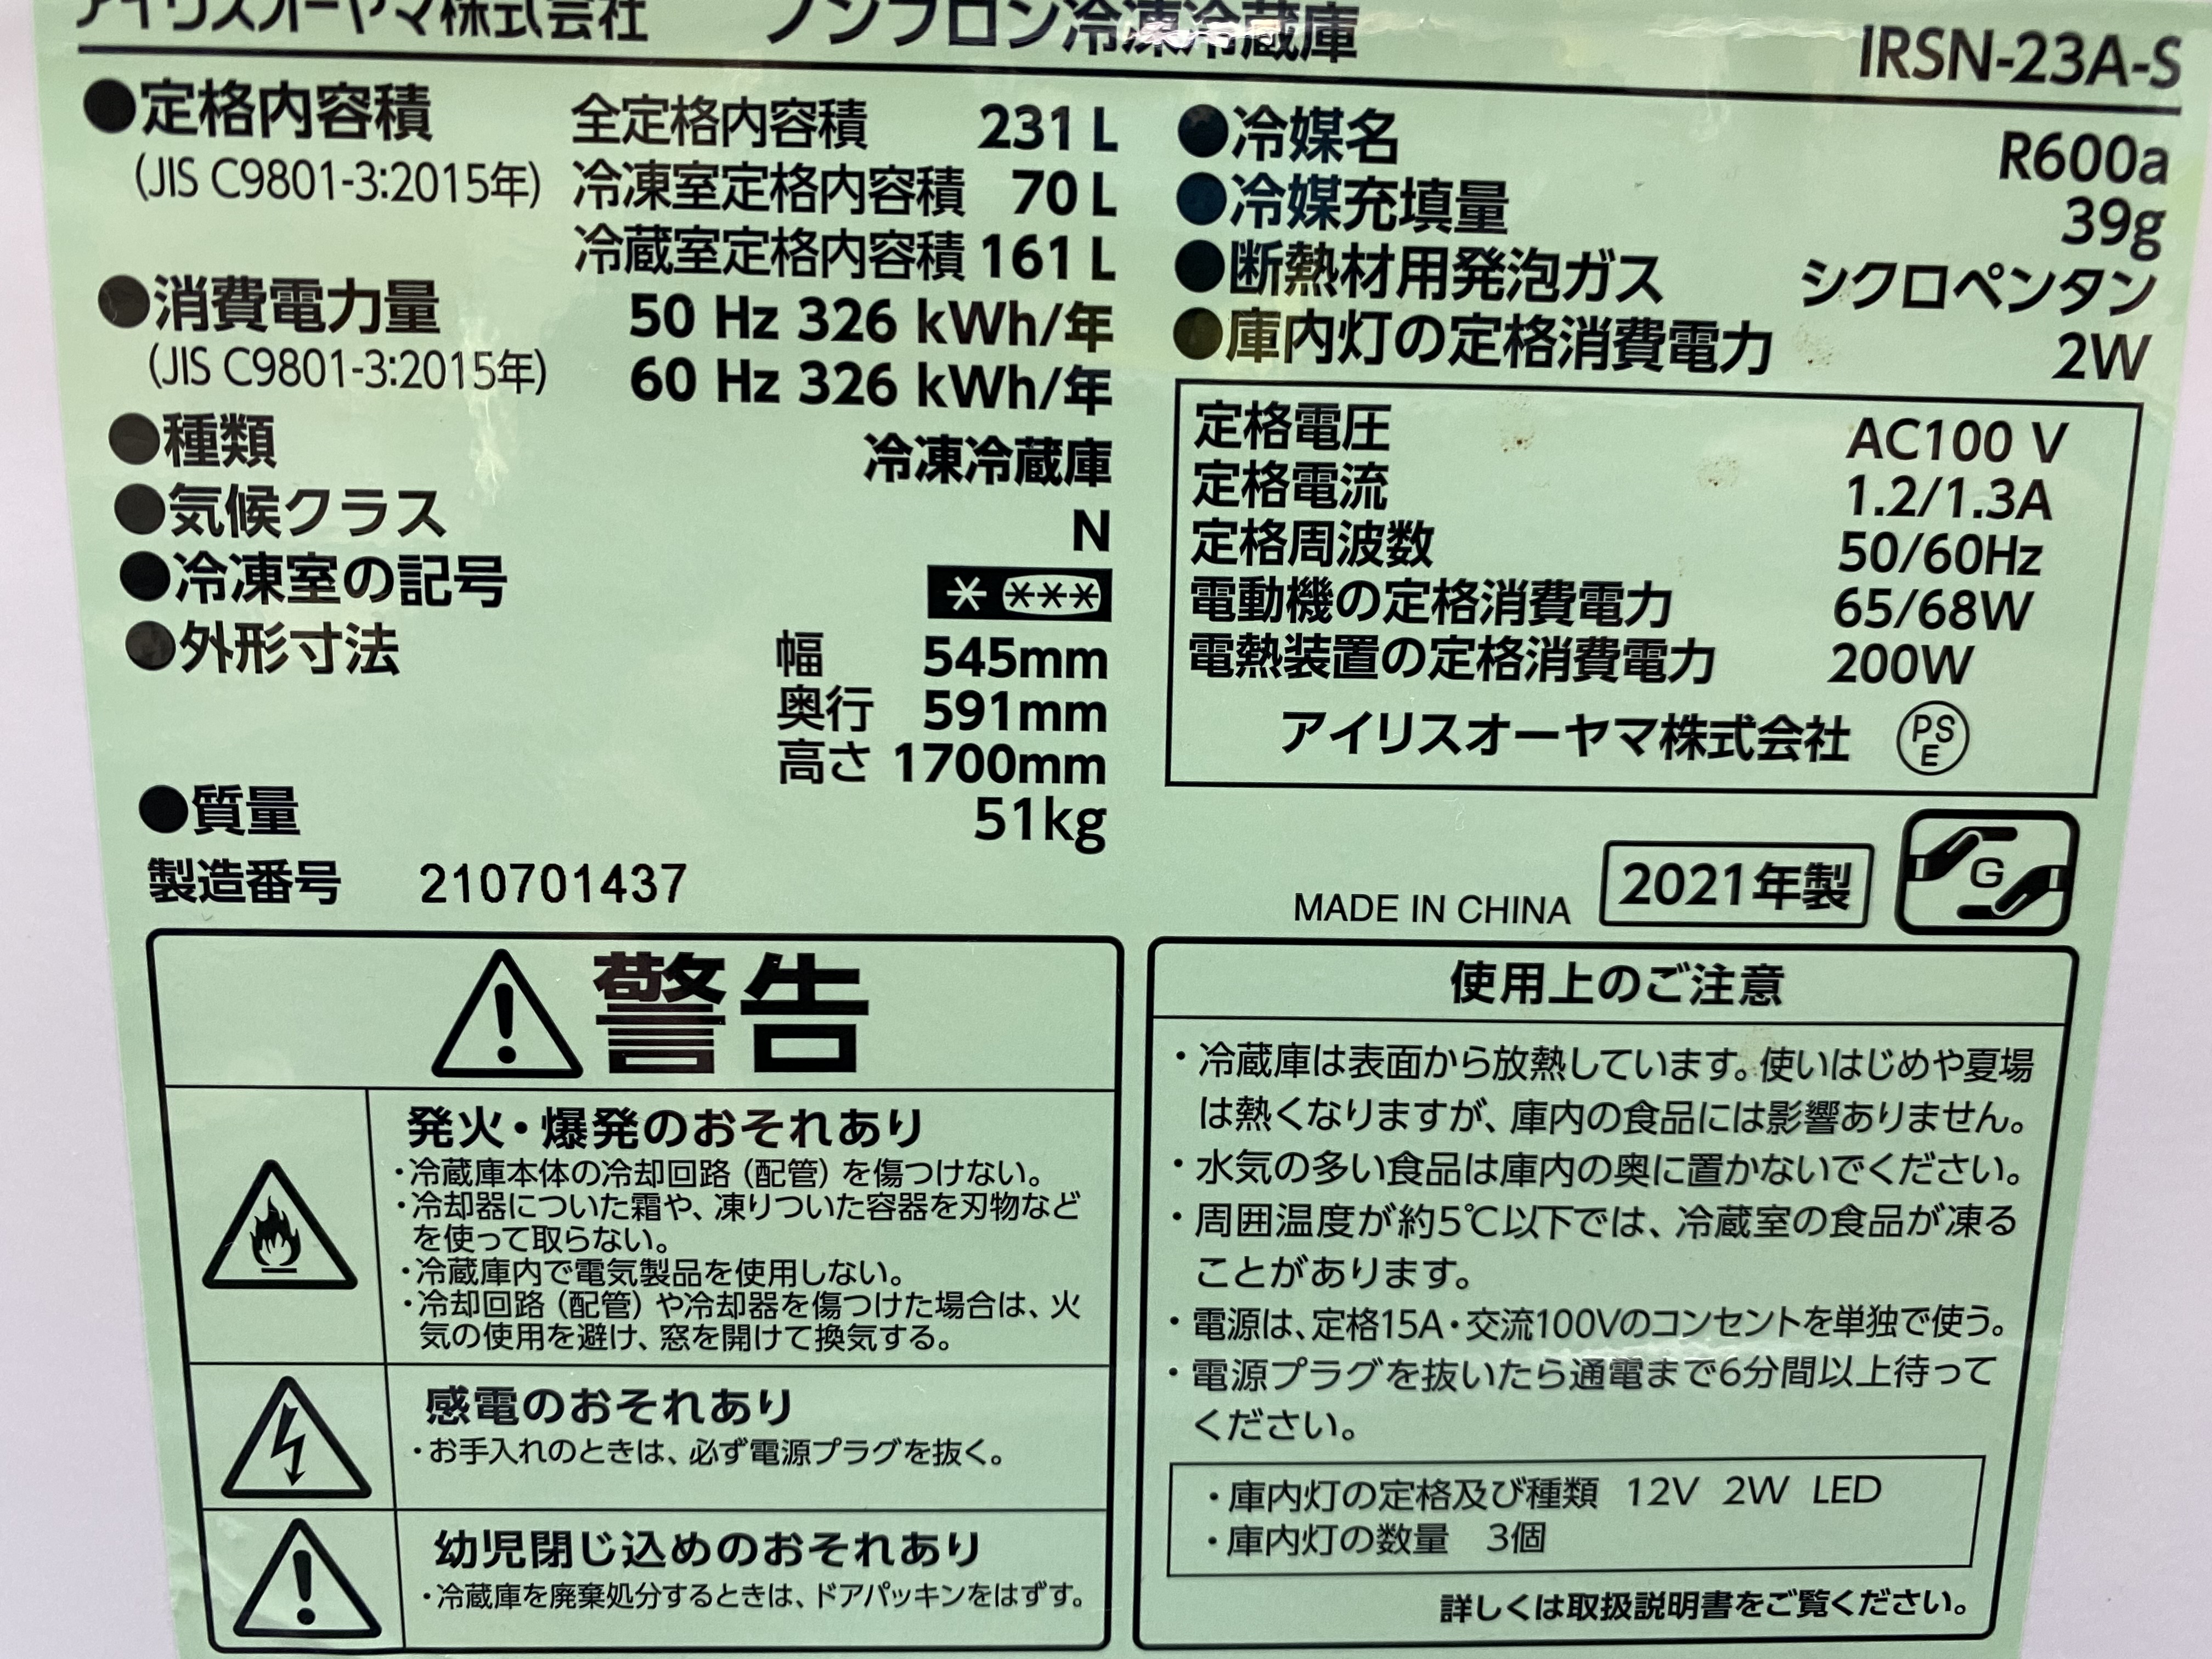 アイリスオーヤマ株式会社 ノンフロン冷凍冷蔵庫 IRSN-23A-S
●定格内容積 全定格内容積 231 L
(JIS C9801-3:2015年) 冷凍室定格内容積 70 L
冷蔵室定格内容積 161 L
●消費電力量 50 Hz 326 kWh/年
(JIS C9801-3:2015年) 60 Hz 326 kWh/年
●種類 冷凍冷蔵庫
●気候クラス N
●冷凍室の記号 * ***
●外形寸法 幅 545mm
奥行 591mm
高さ 1700mm
●質量 51kg
製造番号 210701437
●冷媒名 R600a
●冷媒充填量 39g
●断熱材用発泡ガス シクロペンタン
●庫内灯の定格消費電力 2W
定格電圧 AC100 V
定格電流 1.2/1.3A
定格周波数 50/60Hz
電動機の定格消費電力 65/68W
電熱装置の定格消費電力 200W
アイリスオーヤマ株式会社 PSE
MADE IN CHINA 2021年製 G
警告
発火・爆発のおそれあり
・冷蔵庫本体の冷却回路(配管)を傷つけない。
・冷却器についた霜や、凍りついた容器を刃物など
を使って取らない。
・冷蔵庫内で電気製品を使用しない。
・冷却回路(配管)や冷却器を傷つけた場合は、火
気の使用を避け、窓を開けて換気する。
感電のおそれあり
・お手入れのときは、必ず電源プラグを抜く。
幼児閉じ込めのおそれあり
・冷蔵庫を廃棄処分するときは、ドアパッキンをはずす。
使用上のご注意
・冷蔵庫は表面から放熱しています。使いはじめや夏場
は熱くなりますが、庫内の食品には影響ありません。
・水気の多い食品は庫内の奥に置かないでください。
・周囲温度が約5℃以下では、冷蔵室の食品が凍る
ことがあります。
・電源は、定格15A・交流100Vのコンセントを単独で使う。
・電源プラグを抜いたら通電まで6分間以上待って
ください。
・庫内灯の定格及び種類 12V 2W LED
・庫内灯の数量 3個
詳しくは取扱説明書をご覧ください。